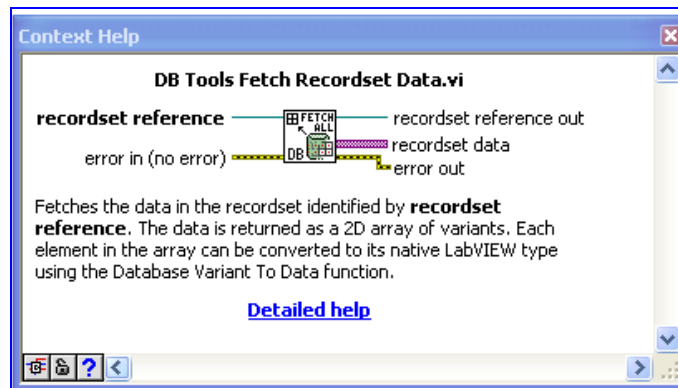 Context Help
DB Tools Fetch Recordset Data.vi
recordset reference
FETCH
ALL
DB
recordset reference out
recordset data
error in (no error)
error out
Fetches the data in the recordset identified by recordset
reference. The data is returned as a 2D array of variants. Each
element in the array can be converted to its native LabVIEW type
using the Database Variant To Data function.
Detailed help
?